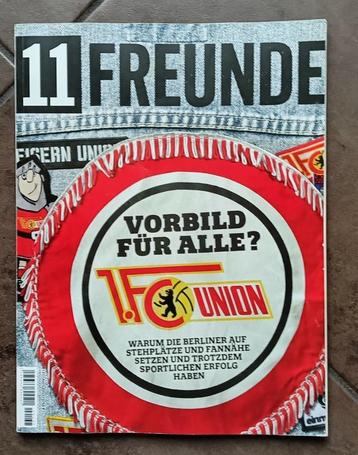 11 FREUNDE
EISERN UNION
VORBILD
FÜR ALLE?
1.FC UNION
WARUM DIE BERLINER AUF
STEHPLÄTZE UND FANNÄHE
SETZEN UND TROTZDEM
SPORTLICHEN ERFOLG
HABEN